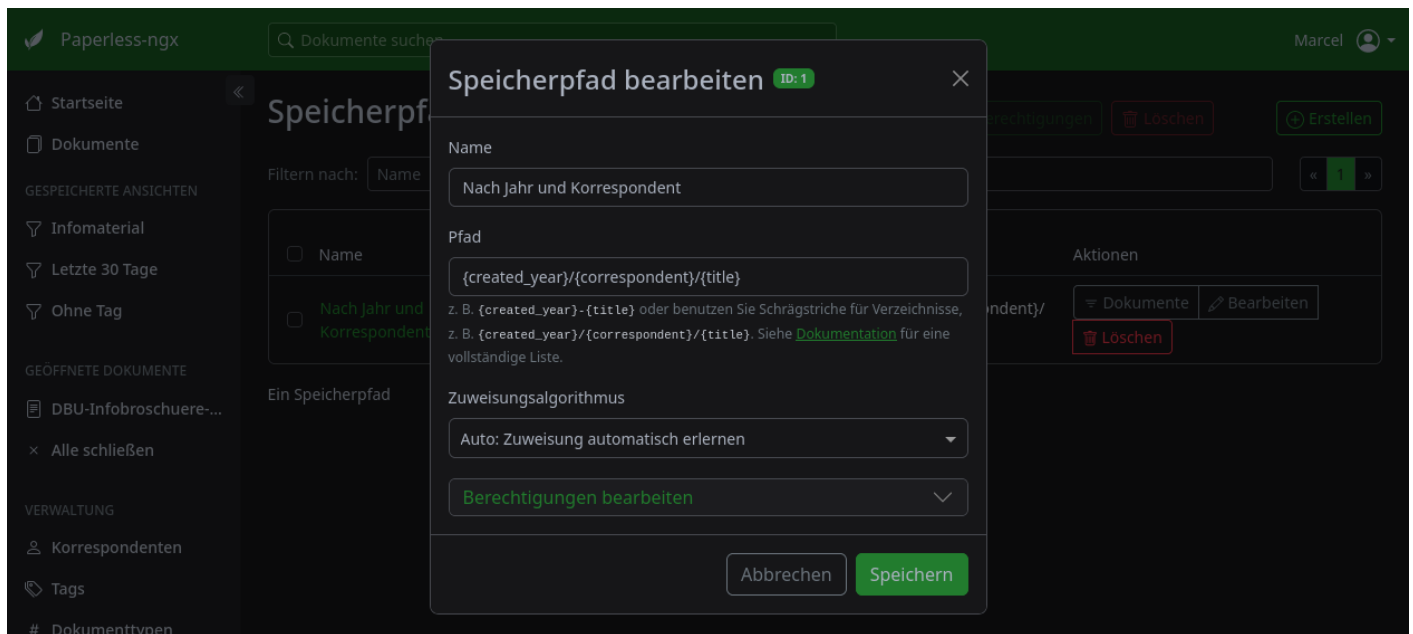 Paperless-ngx
Dokumente suchen
Marcel
Startseite
Dokumente
GESPEICHERTE ANSICHTEN
Infomaterial
Letzte 30 Tage
Ohne Tag
GEÖFFNETE DOKUMENTE
DBU-Infobroschuere-...
Alle schließen
VERWALTUNG
Korrespondenten
Tags
# Dokumenttypen
Speicherpf
erechtigungen
Löschen
Erstellen
Filtern nach: Name
« 1 »
Name
Aktionen
Nach Jahr und
Korrespondent
ndent}/
Dokumente
Bearbeiten
Löschen
Ein Speicherpfad
Speicherpfad bearbeiten ID: 1
Name
Nach Jahr und Korrespondent
Pfad
{created_year}/{correspondent}/{title}
z. B. {created_year}-{title} oder benutzen Sie Schrägstriche für Verzeichnisse,
z. B. {created_year}/{correspondent}/{title}. Siehe Dokumentation für eine
vollständige Liste.
Zuweisungsalgorithmus
Auto: Zuweisung automatisch erlernen
Berechtigungen bearbeiten
Abbrechen
Speichern